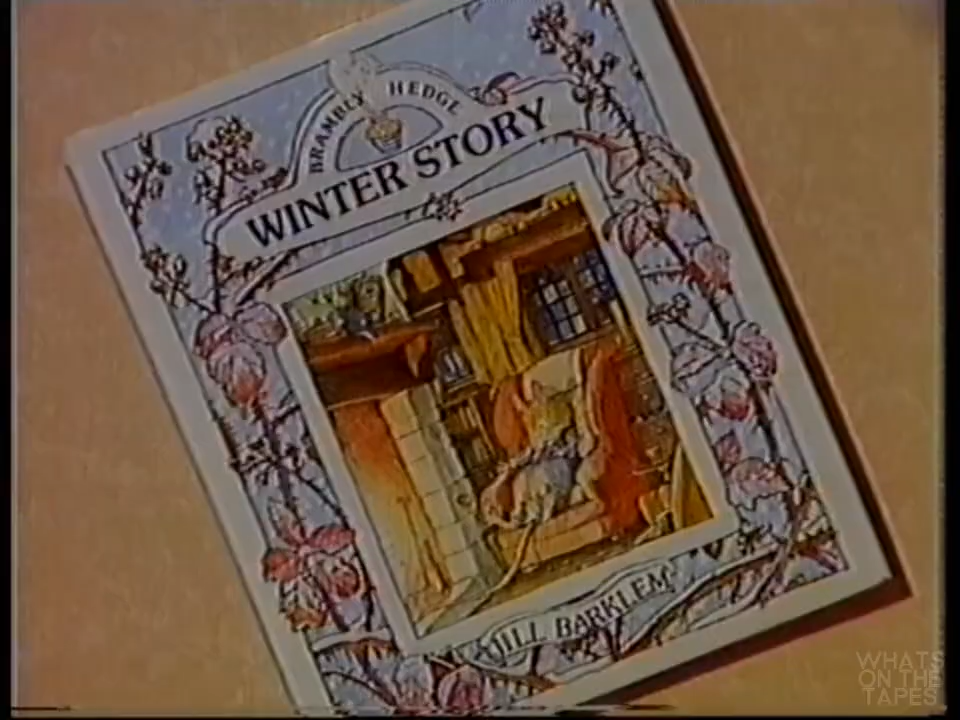 BRAMBLY HEDGE
WINTER STORY
JILL BARKLEM
WHATS
ON THE
TAPES